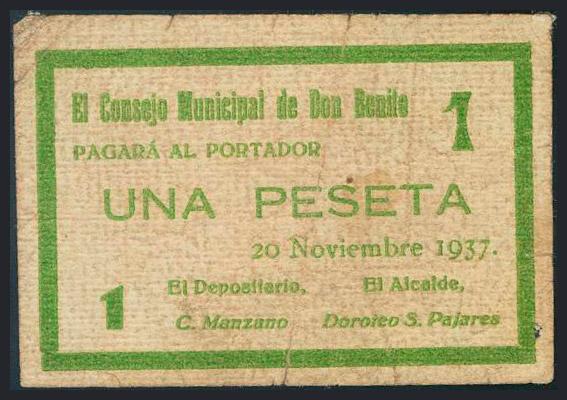 El Consejo Municipal de Don Benito
1
PAGARÁ AL PORTADOR
UNA PESETA
20 Noviembre 1937.
El Depositario, El Alcalde,
1
C. Manzano Doroteo S. Pajares